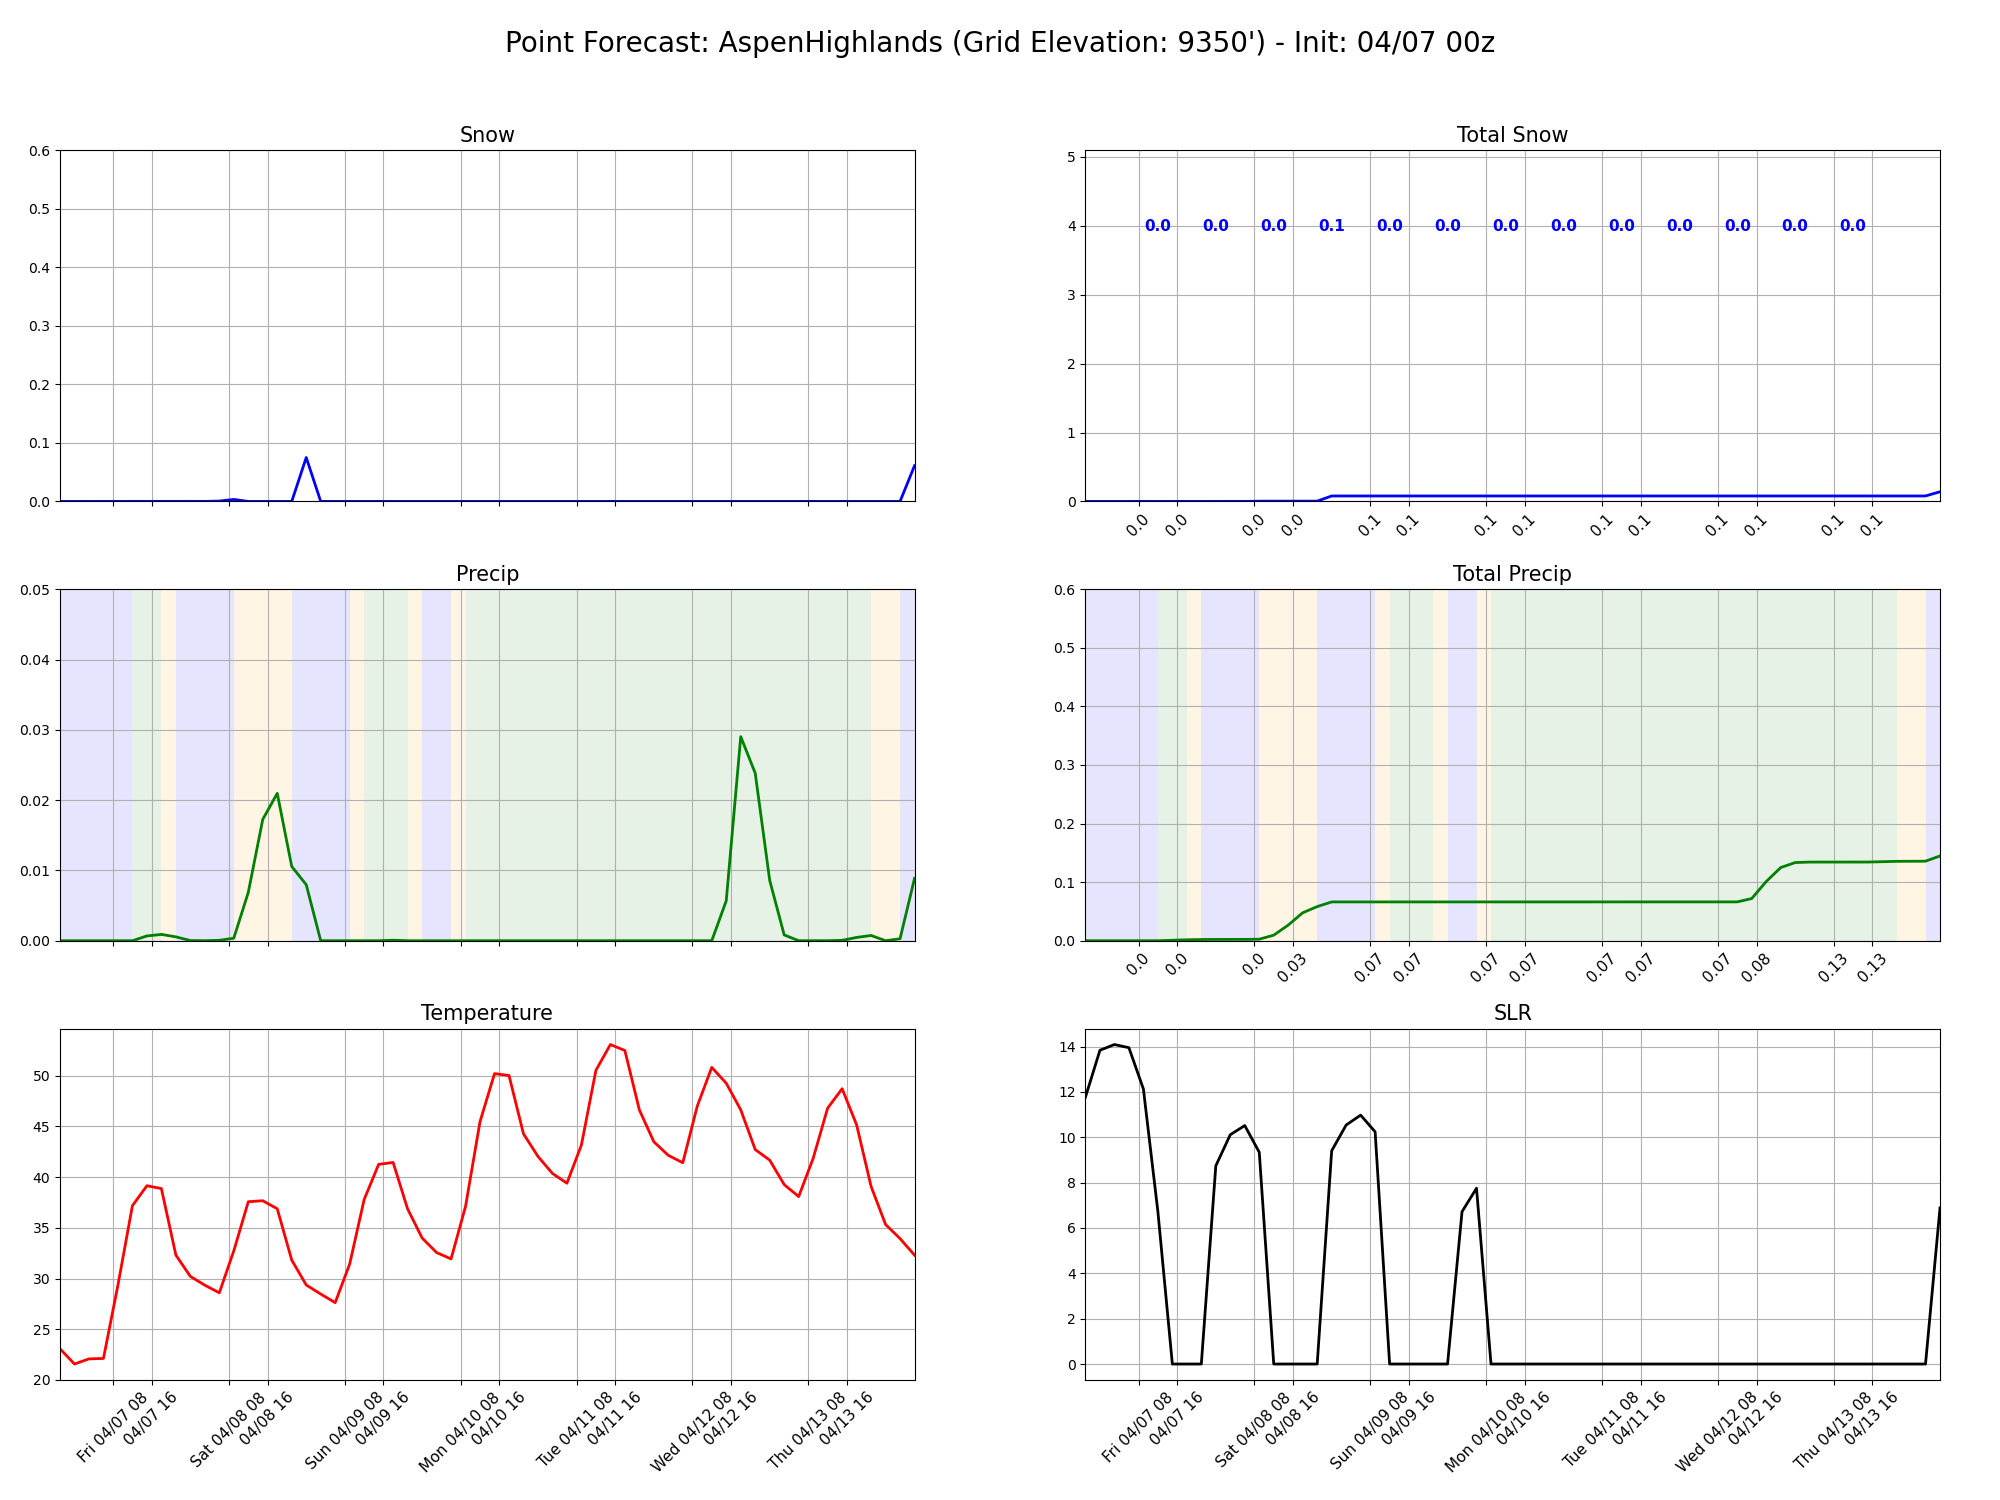 Point Forecast: AspenHighlands (Grid Elevation: 9350') - Init: 04/07 00z
Snow
0.6
0.5
0.4
0.3
0.2
0.1
0.0
Total Snow
5
4
3
2
1
0
0.0 0.0 0.0 0.1 0.0 0.0 0.0 0.0 0.0 0.0 0.0 0.0 0.0
0.0 0.0 0.0 0.0 0.1 0.1 0.1 0.1 0.1 0.1 0.1 0.1 0.1 0.1
Precip
0.05
0.04
0.03
0.02
0.01
0.00
Total Precip
0.6
0.5
0.4
0.3
0.2
0.1
0.0
0.0 0.0 0.0 0.03 0.07 0.07 0.07 0.07 0.07 0.07 0.07 0.08 0.13 0.13
Temperature
50
45
40
35
30
25
20
Fri 04/07 08
04/07 16
Sat 04/08 08
04/08 16
Sun 04/09 08
04/09 16
Mon 04/10 08
04/10 16
Tue 04/11 08
04/11 16
Wed 04/12 08
04/12 16
Thu 04/13 08
04/13 16
SLR
14
12
10
8
6
4
2
0
Fri 04/07 08
04/07 16
Sat 04/08 08
04/08 16
Sun 04/09 08
04/09 16
Mon 04/10 08
04/10 16
Tue 04/11 08
04/11 16
Wed 04/12 08
04/12 16
Thu 04/13 08
04/13 16